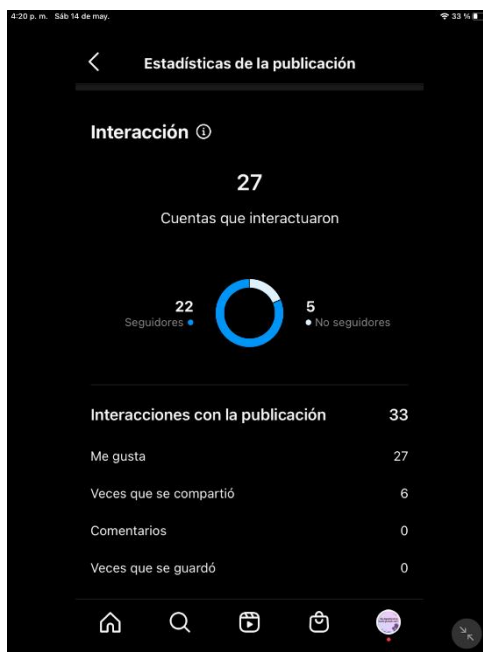 4:20 p. m. Sáb 14 de may. 33 %
Estadísticas de la publicación
Interacción
27
Cuentas que interactuaron
22 5
Seguidores No seguidores
Interacciones con la publicación 33
Me gusta 27
Veces que se compartió 6
Comentarios 0
Veces que se guardó 0